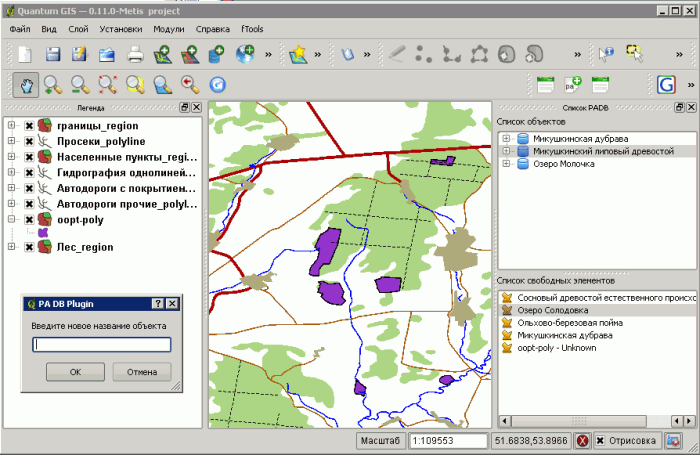 Quantum GIS — 0.11.0-Metis project
Файл Вид Слой Установки Модули Справка fTools
Легенда
границы_region
Просеки_polyline
Населенные пункты_regi...
Гидрография однолиней...
Автодороги с покрытием...
Автодороги прочие_polyl...
oopt-poly
Лес_region
PA DB Plugin
Введите новое название объекта
OK Отмена
Список PADB
Список объектов
Микушкинская дубрава
Микушкинский липовый древостой
Озеро Молочка
Список свободных элементов
Сосновый древостой естественного происхо
Озеро Солодовка
Ольхово-березовая пойма
Микушкинская дубрава
oopt-poly - Unknown
Масштаб 1:109553 51.6838,53.8966 Отрисовка